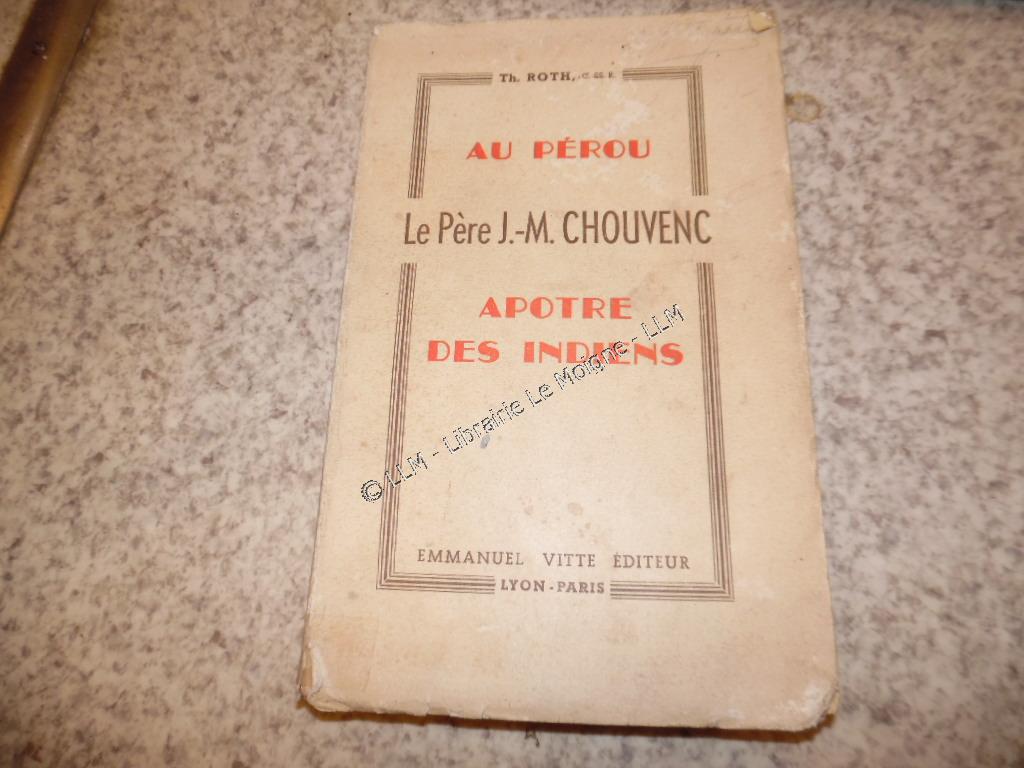 Th. ROTH, C. SS. R.
AU PÉROU
Le Père J.-M. CHOUVENC
APOTRE
DES INDIENS
© LLM - Librairie Le Moigne - LLM
EMMANUEL VITTE ÉDITEUR
LYON-PARIS